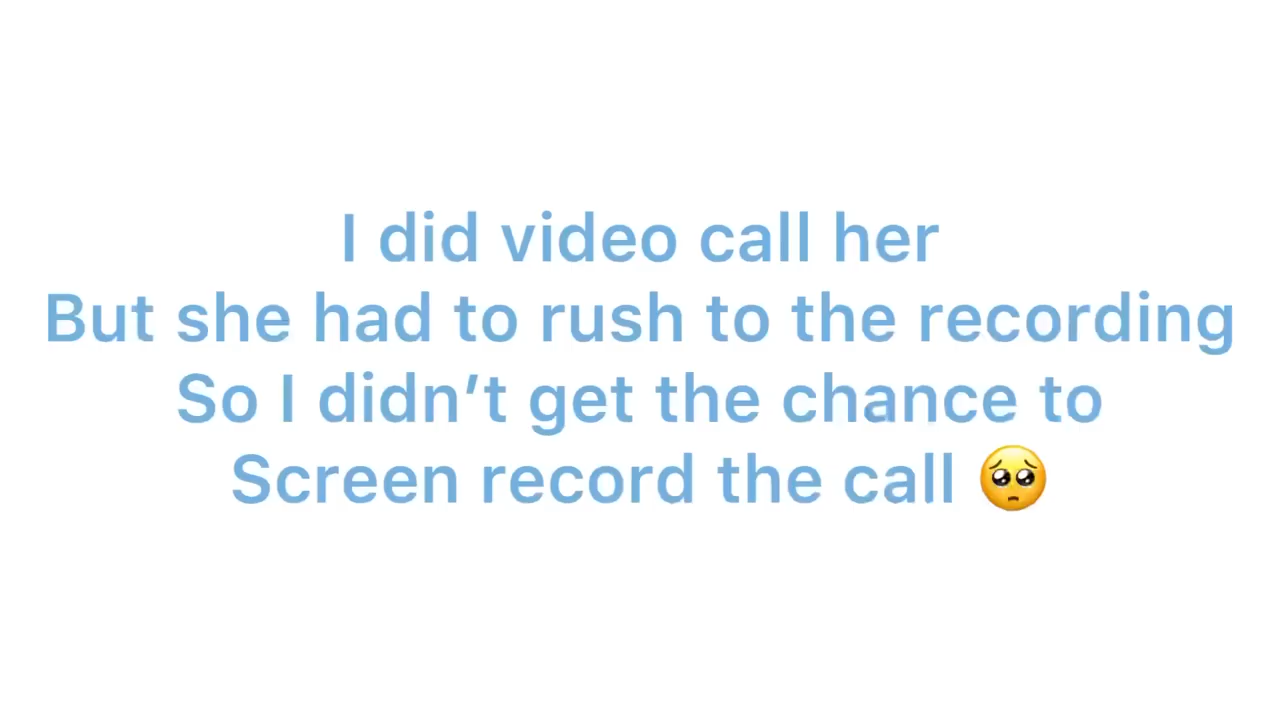 I did video call her
But she had to rush to the recording
So I didn’t get the chance to
Screen record the call 🥺